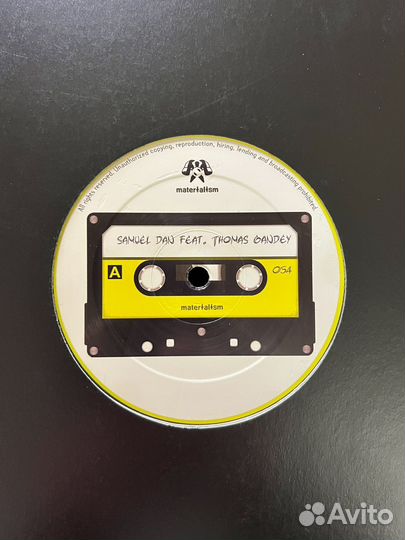 All rights reserved. Unauthorized copying, reproduction, hiring, lending and broadcasting prohibited
materialism
SAMUEL DAN FEAT. THOMAS GANDEY
A
054
materialism
Avito